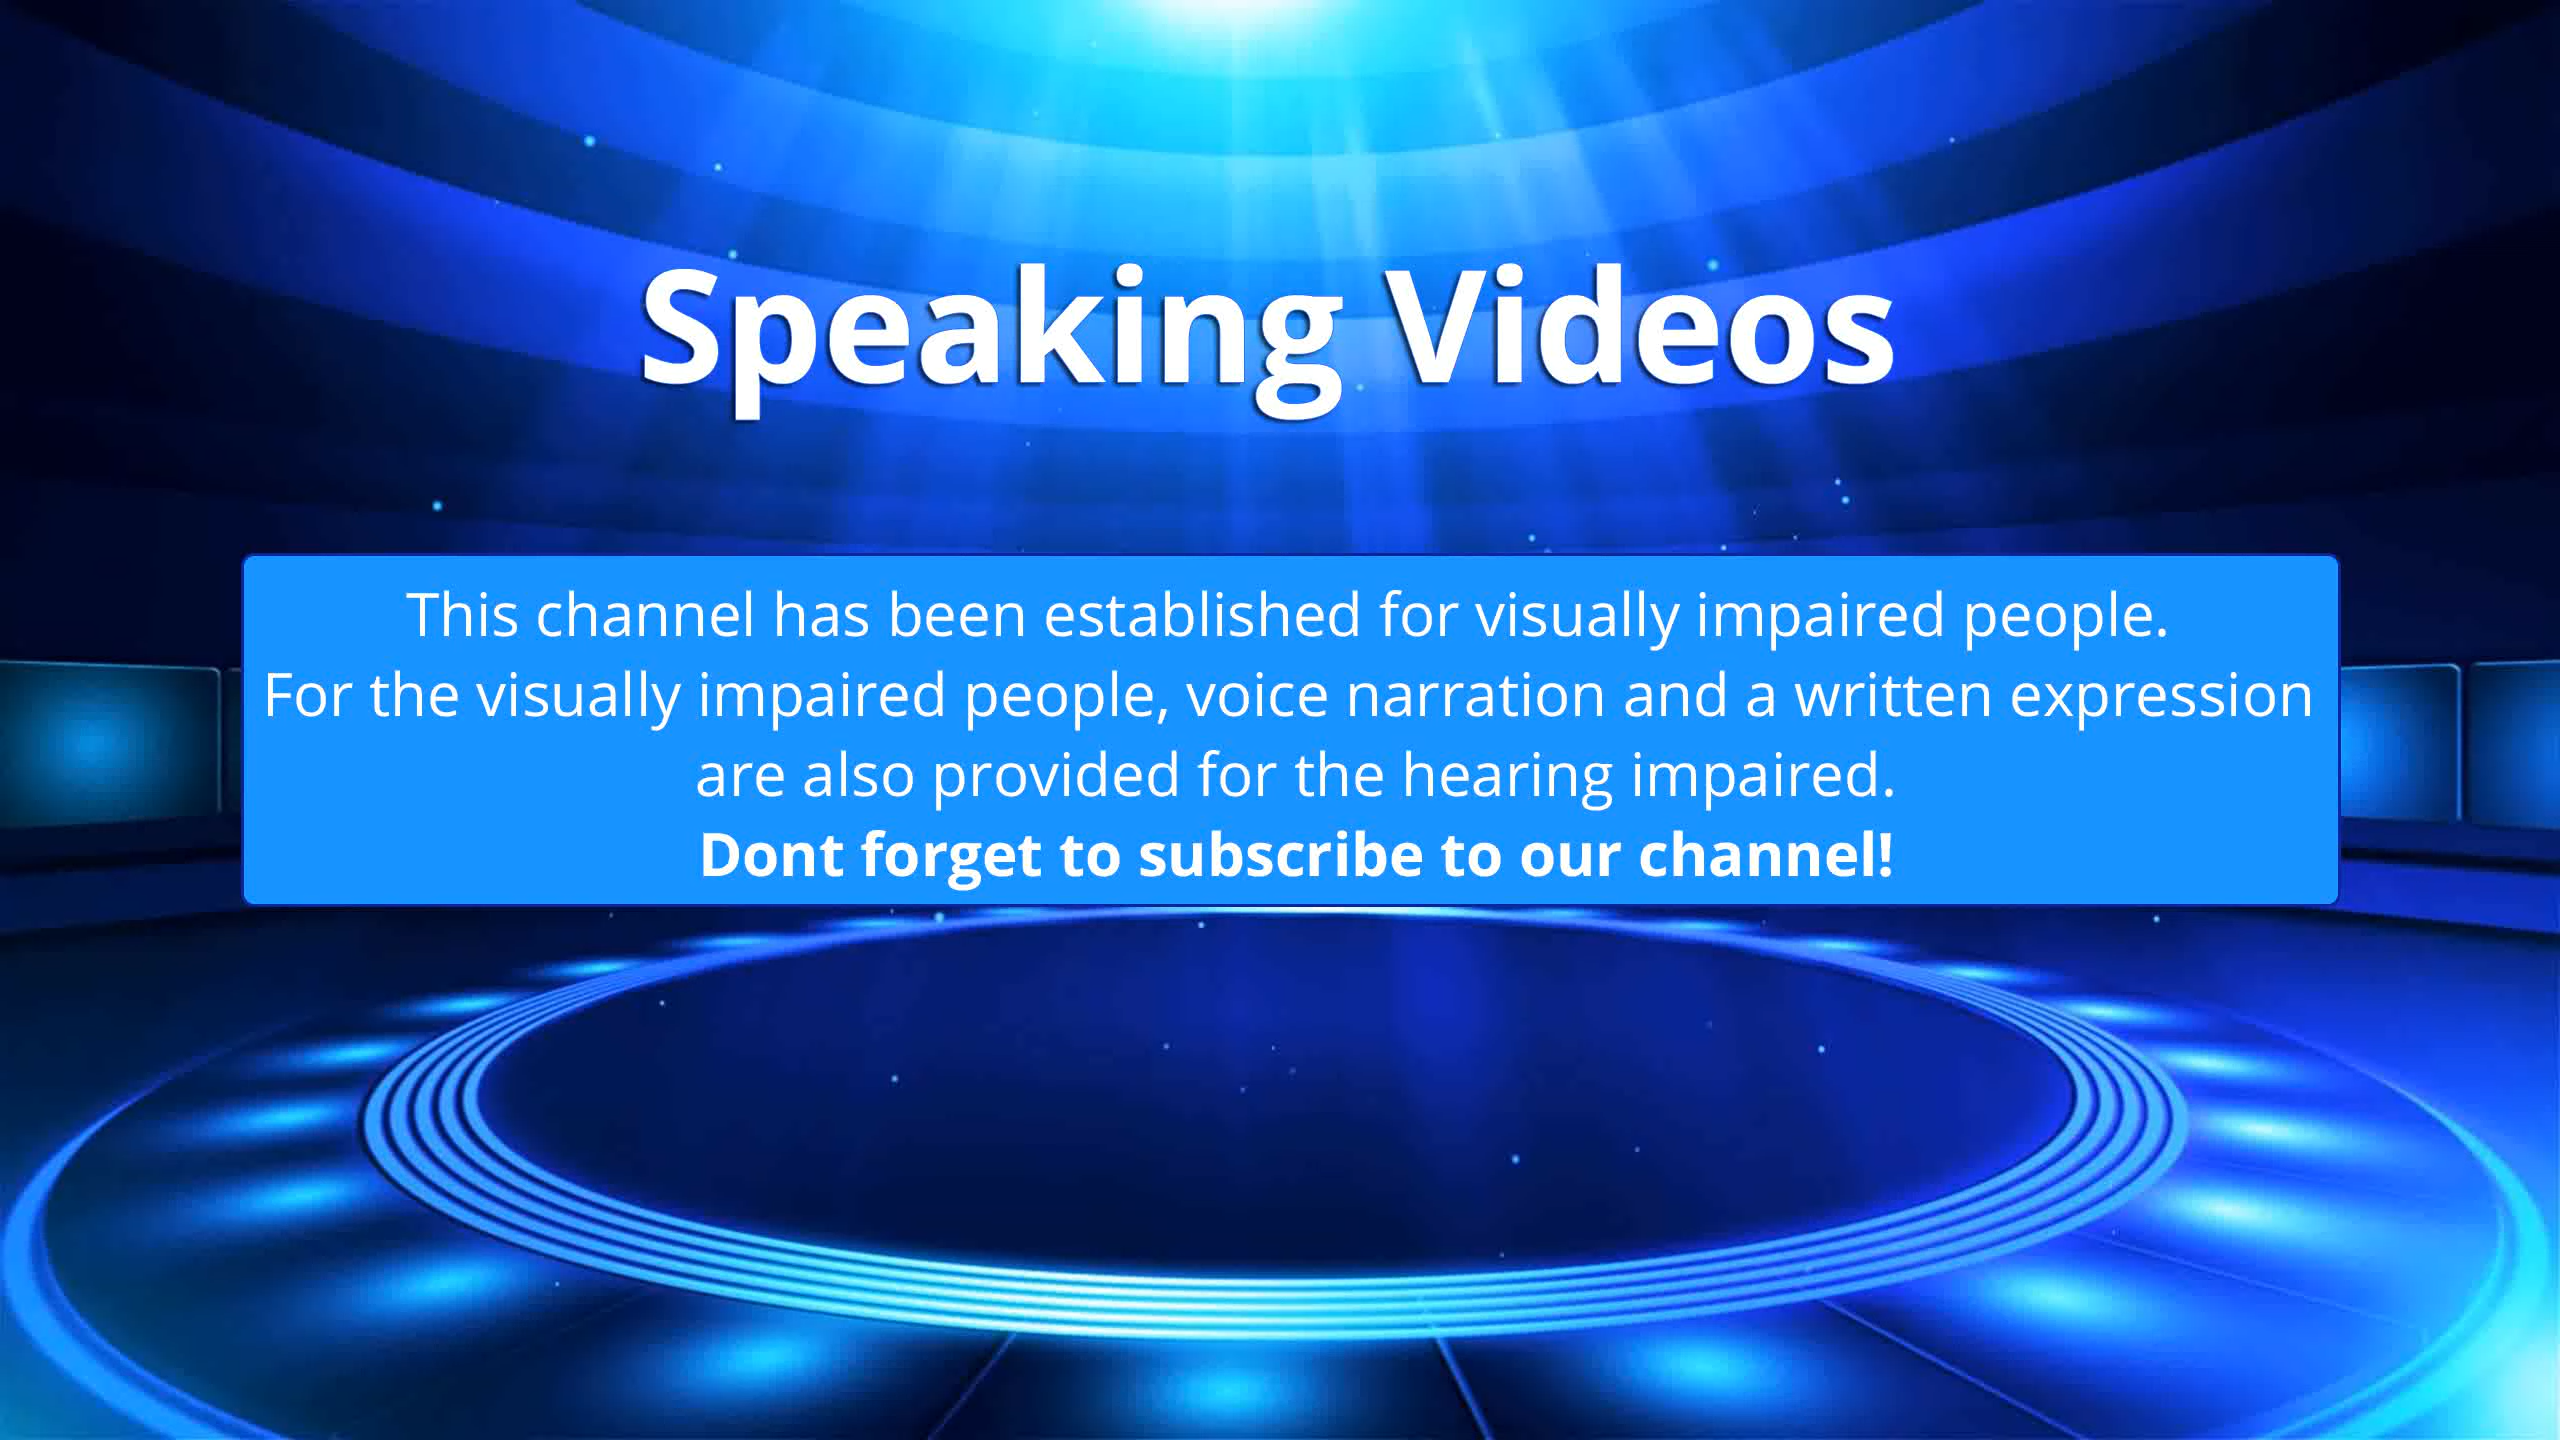 Speaking Videos
This channel has been established for visually impaired people.
For the visually impaired people, voice narration and a written expression
are also provided for the hearing impaired.
Dont forget to subscribe to our channel!